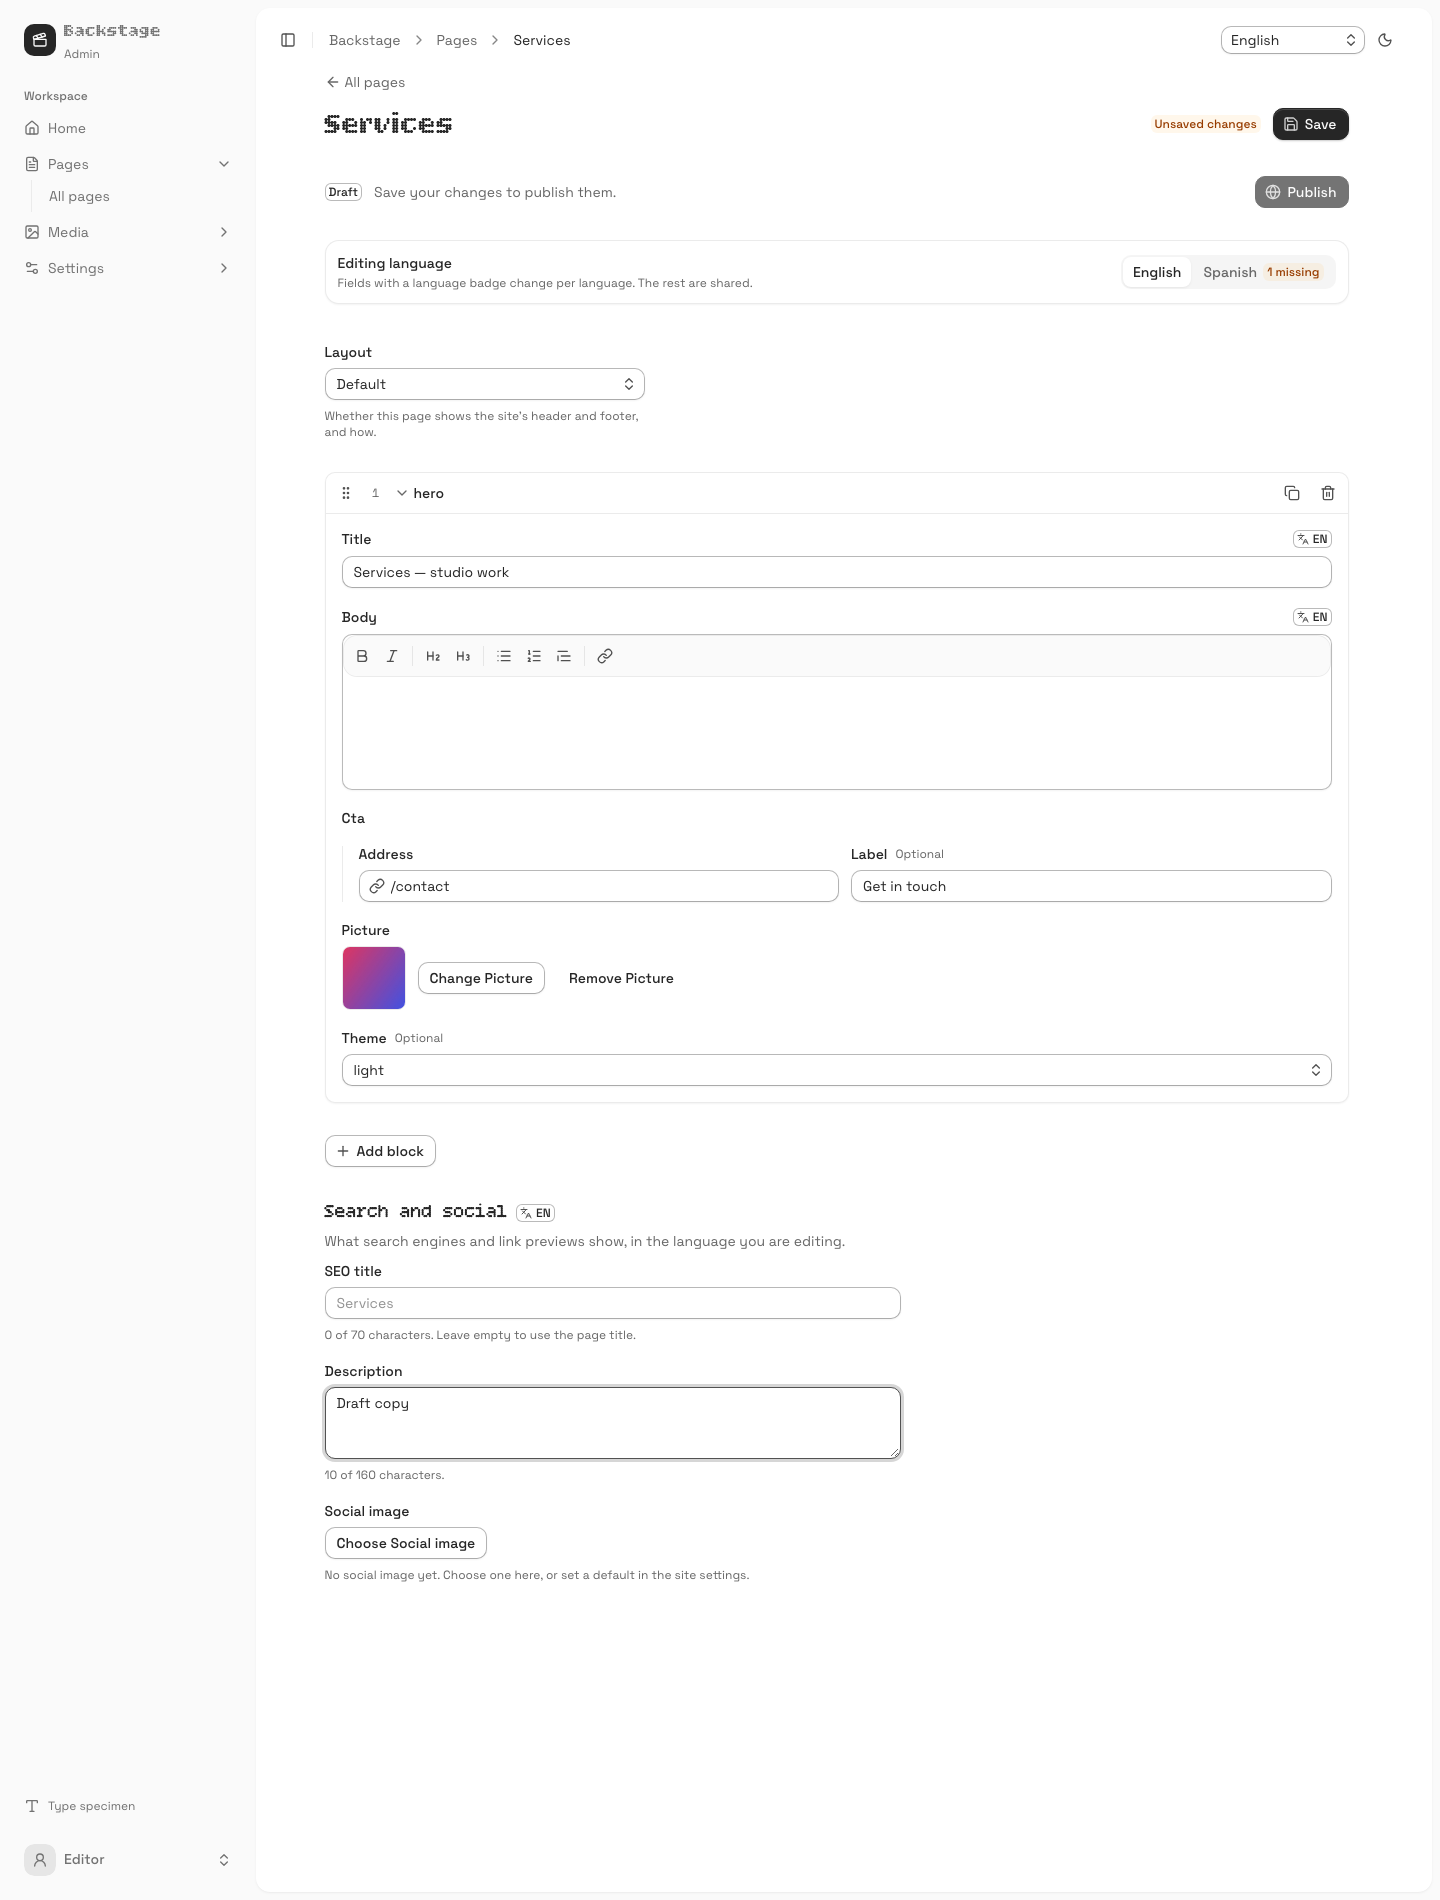 Backstage
Admin
Workspace
Home
Pages
All pages
Media
Settings
Type specimen
Editor
Backstage
Pages
Services
English
All pages
Services
Unsaved changes
Save
Draft
Save your changes to publish them.
Publish
Editing language
Fields with a language badge change per language. The rest are shared.
English
Spanish
1 missing
Layout
Default
Whether this page shows the site's header and footer,
and how.
1
hero
Title
EN
Services — studio work
Body
EN
H2
H3
Cta
Address
/contact
Label Optional
Get in touch
Picture
Change Picture
Remove Picture
Theme Optional
light
Add block
Search and social
EN
What search engines and link previews show, in the language you are editing.
SEO title
Services
0 of 70 characters. Leave empty to use the page title.
Description
Draft copy
10 of 160 characters.
Social image
Choose Social image
No social image yet. Choose one here, or set a default in the site settings.